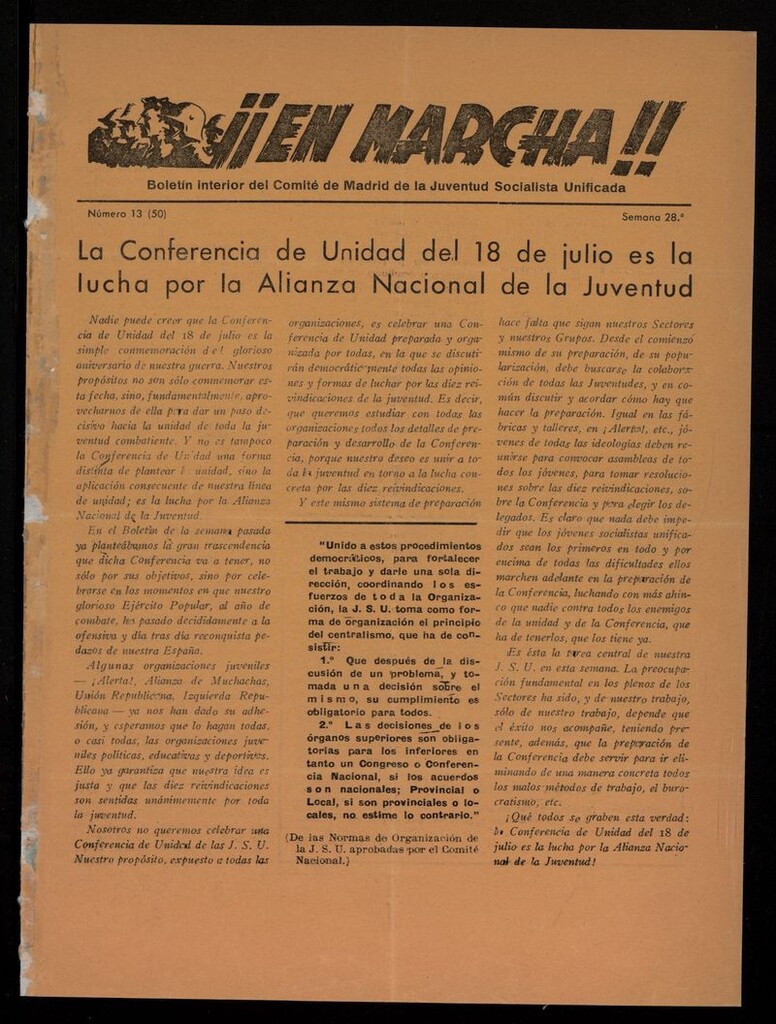 ¡¡EN MARCHA!!
Boletín interior del Comité de Madrid de la Juventud Socialista Unificada
Número 13 (50)
Semana 28.ª
La Conferencia de Unidad del 18 de julio es la
lucha por la Alianza Nacional de la Juventud
Nadie puede creer que la Conferen-
cia de Unidad del 18 de julio es la
simple conmemoración del glorioso
aniversario de nuestra guerra. Nuestros
propósitos no son sólo conmemorar es-
ta fecha, sino, fundamentalmente, apro-
vecharnos de ella para dar un paso de-
cisivo hacia la unidad de toda la ju-
ventud combatiente. Y no es tampoco
la Conferencia de Unidad una forma
distinta de plantear la unidad, sino la
aplicación consecuente de nuestra línea
de unidad; es la lucha por la Alianza
Nacional de la Juventud.
En el Boletín de la semana pasada
ya planteábamos la gran trascendencia
que dicha Conferencia va a tener, no
sólo por sus objetivos, sino por cele-
brarse en los momentos en que nuestro
glorioso Ejército Popular, al año de
combate, ha pasado decididamente a la
ofensiva y día tras día reconquista pe-
dazos de nuestra España.
Algunas organizaciones juveniles
— ¡Alerta!, Alianza de Muchachas,
Unión Republicana, Izquierda Repu-
blicana — ya nos han dado su adhe-
sión, y esperamos que lo hagan todas,
o casi todas, las organizaciones juve-
niles políticas, educativas y deportivas.
Ello ya garantiza que nuestra idea es
justa y que las diez reivindicaciones
son sentidas unánimemente por toda
la juventud.
Nosotros no queremos celebrar una
Conferencia de Unidad de las J. S. U.
Nuestro propósito, expuesto a todas las
organizaciones, es celebrar una Con-
ferencia de Unidad preparada y orga-
nizada por todas, en la que se discuti-
rán democráticamente todas las opinio-
nes y formas de luchar por las diez rei-
vindicaciones de la juventud. Es decir,
que queremos estudiar con todas las
organizaciones todos los detalles de pre-
paración y desarrollo de la Conferen-
cia, porque nuestro deseo es unir a to-
da la juventud en torno a la lucha con-
creta por las diez reivindicaciones.
Y este mismo sistema de preparación
"Unido a estos procedimientos
democráticos, para fortalecer
el trabajo y darle una sola di-
rección, coordinando los es-
fuerzos de toda la Organiza-
ción, la J. S. U. toma como for-
ma de organización el principio
del centralismo, que ha de con-
sistir:
1.º Que después de la dis-
cusión de un problema, y to-
mada una decisión sobre el
mismo, su cumplimiento es
obligatorio para todos.
2.º Las decisiones de los
órganos superiores son obliga-
torias para los inferiores en
tanto un Congreso o Conferen-
cia Nacional, si los acuerdos
son nacionales; Provincial o
Local, si son provinciales o lo-
cales, no estime lo contrario."
(De las Normas de Organización de
la J. S. U. aprobadas por el Comité
Nacional.)
hace falta que sigan nuestros Sectores
y nuestros Grupos. Desde el comienzo
mismo de su preparación, de su popu-
larización, debe buscarse la colabora-
ción de todas las Juventudes, y en co-
mún discutir y acordar cómo hay que
hacer la preparación. Igual en las fá-
bricas y talleres, en ¡Alerta!, etc., jó-
venes de todas las ideologías deben re-
unirse para convocar asambleas de to-
dos los jóvenes, para tomar resolucio-
nes sobre las diez reivindicaciones, so-
bre la Conferencia y para elegir los de-
legados. Es claro que nada debe impe-
dir que los jóvenes socialistas unifica-
dos sean los primeros en todo y por
encima de todas las dificultades ellos
marchen adelante en la preparación de
la Conferencia, luchando con más ahin-
co que nadie contra todos los enemigos
de la unidad y de la Conferencia, que
ha de tenerlos, que los tiene ya.
Es ésta la tarea central de nuestra
J. S. U. en esta semana. La preocupa-
ción fundamental en los plenos de los
Sectores ha sido, y de nuestro trabajo,
sólo de nuestro trabajo, depende que
el éxito nos acompañe, teniendo pre-
sente, además, que la preparación de
la Conferencia debe servir para ir eli-
minando de una manera concreta todos
los malos métodos de trabajo, el buro-
cratismo, etc.
¡Qué todos se graben esta verdad:
la Conferencia de Unidad del 18 de
julio es la lucha por la Alianza Nacio-
nal de la Juventud!